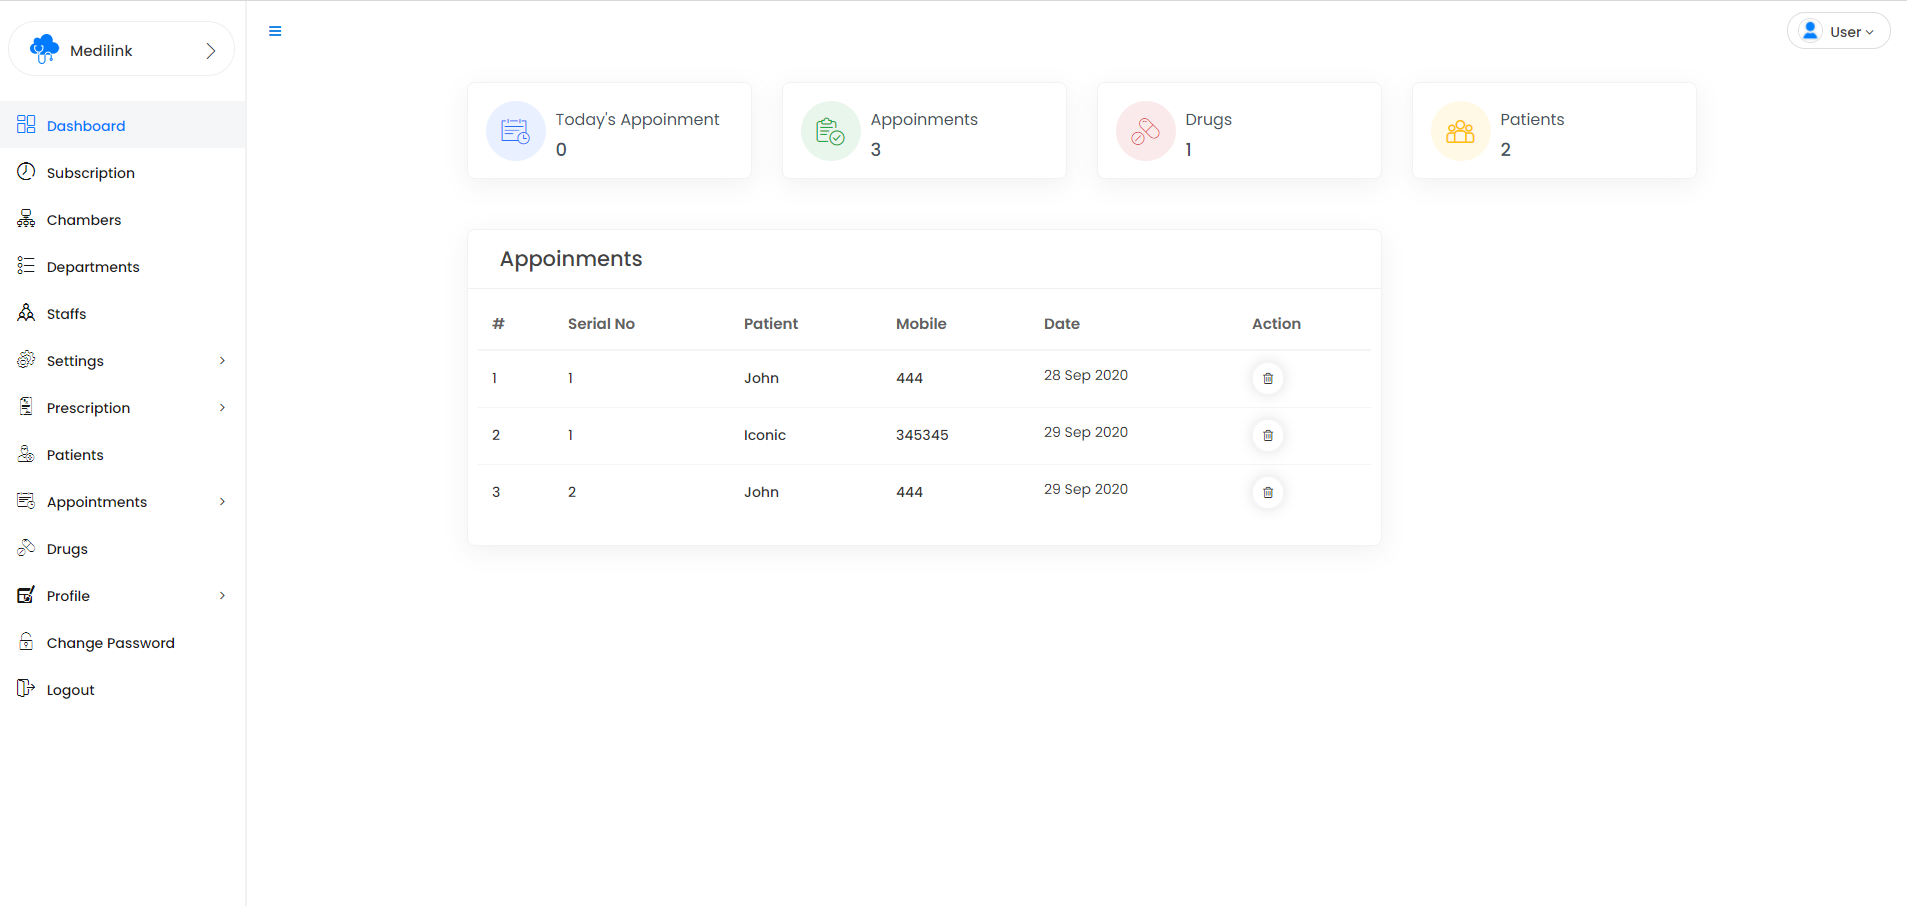 Medilink
User
Dashboard
Subscription
Chambers
Departments
Staffs
Settings
Prescription
Patients
Appointments
Drugs
Profile
Change Password
Logout
Today's Appoinment
0
Appoinments
3
Drugs
1
Patients
2
Appoinments
# Serial No Patient Mobile Date Action
1 1 John 444 28 Sep 2020
2 1 Iconic 345345 29 Sep 2020
3 2 John 444 29 Sep 2020